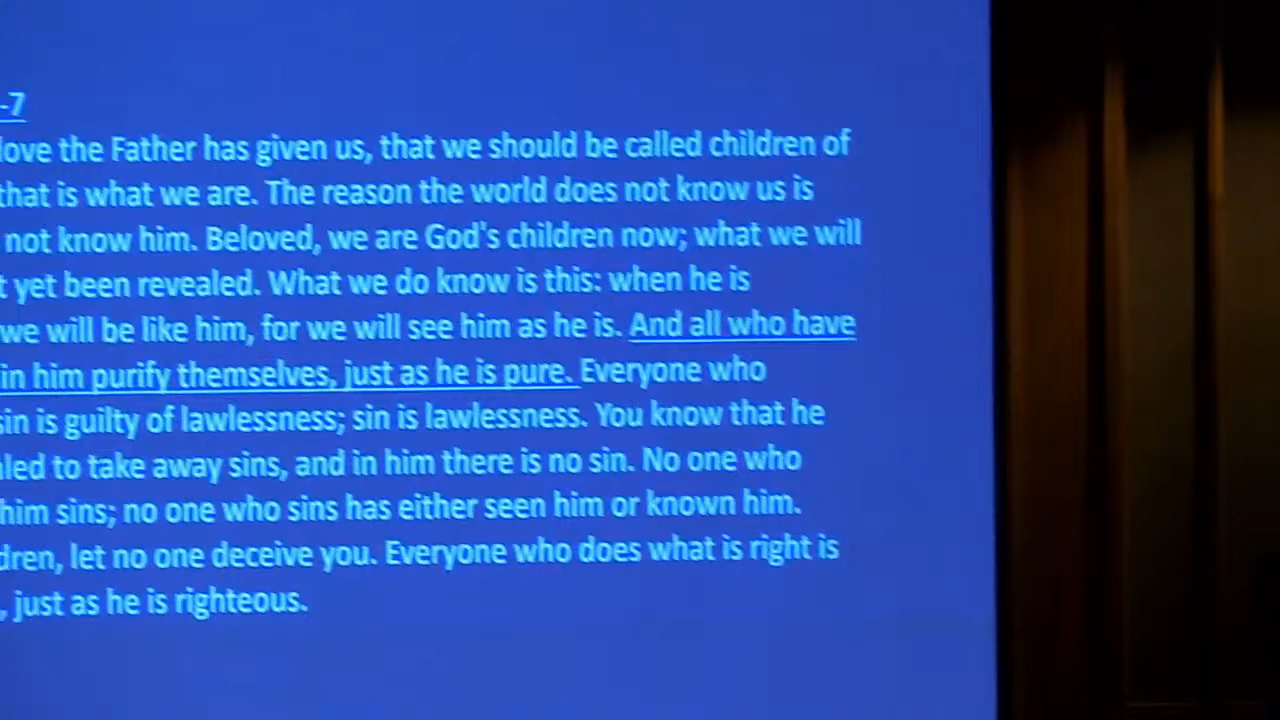 -7
love the Father has given us, that we should be called children of
that is what we are. The reason the world does not know us is
not know him. Beloved, we are God's children now; what we will
yet been revealed. What we do know is this: when he is
we will be like him, for we will see him as he is. And all who have
in him purify themselves, just as he is pure. Everyone who
sin is guilty of lawlessness; sin is lawlessness. You know that he
to take away sins, and in him there is no sin. No one who
him sins; no one who sins has either seen him or known him.
let no one deceive you. Everyone who does what is right is
, just as he is righteous.